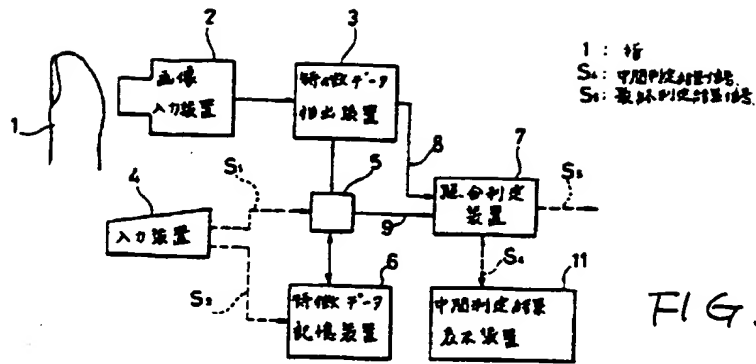 2
3
画像
入力装置
特徴データ
抽出装置
1 : 指
S₄ : 中間判定結果信号
S₅ : 最終判定結果信号
1
8
7
4
S₁
5
照合判定
装置
S₅
入力装置
9
S₂
6
S₄
11
特徴データ
記憶装置
中間判定結果
表示装置
FIG.